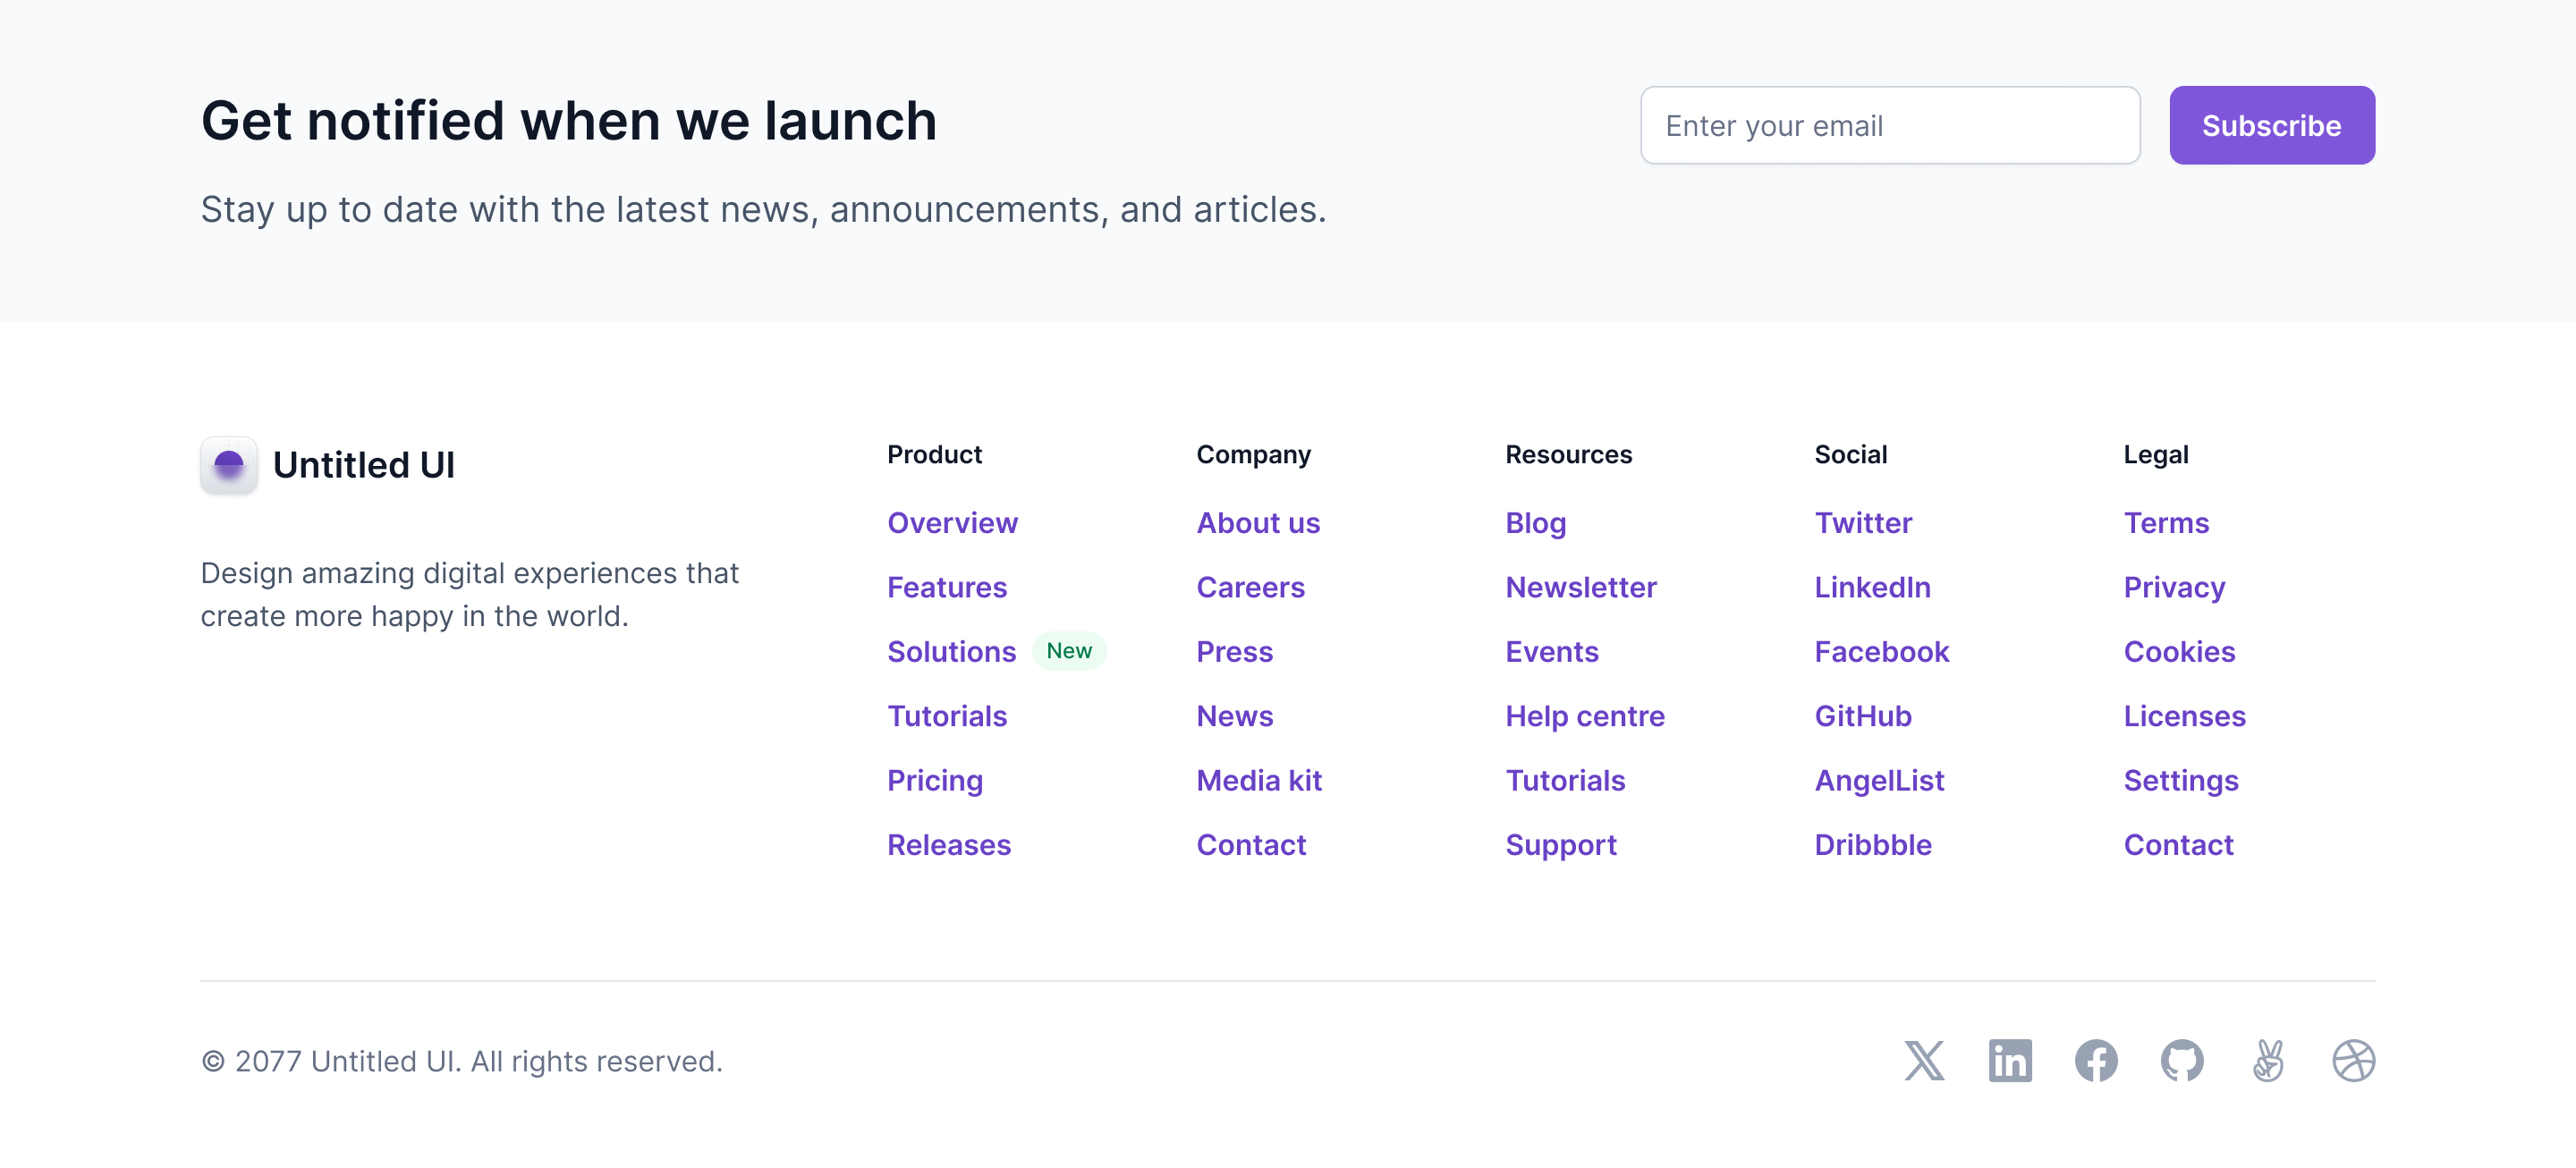 Get notified when we launch
Stay up to date with the latest news, announcements, and articles.
Enter your email
Subscribe
Untitled UI
Design amazing digital experiences that
create more happy in the world.
Product
Overview
Features
Solutions New
Tutorials
Pricing
Releases
Company
About us
Careers
Press
News
Media kit
Contact
Resources
Blog
Newsletter
Events
Help centre
Tutorials
Support
Social
Twitter
LinkedIn
Facebook
GitHub
AngelList
Dribbble
Legal
Terms
Privacy
Cookies
Licenses
Settings
Contact
© 2077 Untitled UI. All rights reserved.